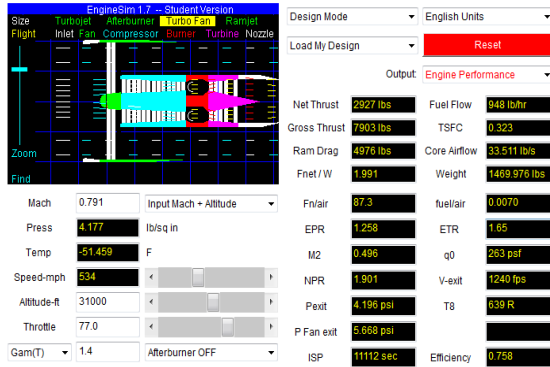 EngineSim 1.7 -- Student Version
Size Turbojet Afterburner Turbo Fan Ramjet
Flight Inlet Fan Compressor Burner Turbine Nozzle
Zoom
Find
Design Mode English Units
Load My Design Reset
Output: Engine Performance
Net Thrust 2927 lbs Fuel Flow 948 lb/hr
Gross Thrust 7903 lbs TSFC 0.323
Ram Drag 4976 lbs Core Airflow 33.511 lb/s
Fnet / W 1.991 Weight 1469.976 lbs
Fn/air 87.3 fuel/air 0.0070
EPR 1.258 ETR 1.65
M2 0.496 q0 263 psf
NPR 1.901 V-exit 1240 fps
Pexit 4.196 psi T8 639 R
P Fan exit 5.668 psi
ISP 11112 sec Efficiency 0.758
Mach 0.791 Input Mach + Altitude
Press 4.177 lb/sq in
Temp -51.459 F
Speed-mph 534
Altitude-ft 31000
Throttle 77.0
Gam(T) 1.4 Afterburner OFF